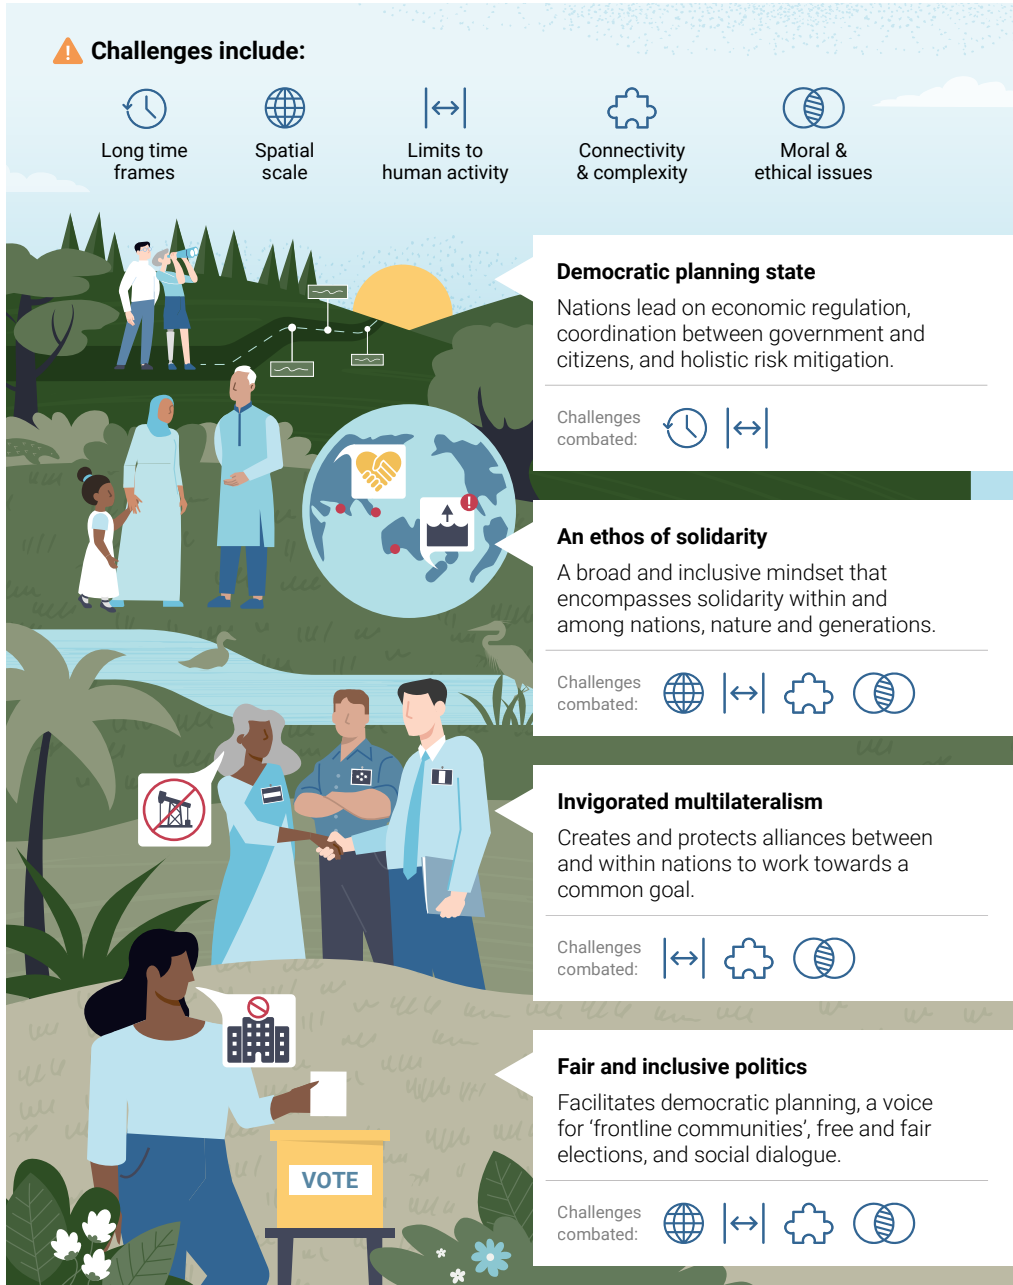 Challenges include:
Long time
frames
Spatial
scale
Limits to
human activity
Connectivity
& complexity
Moral &
ethical issues
Democratic planning state
Nations lead on economic regulation,
coordination between government and
citizens, and holistic risk mitigation.
Challenges
combated:
An ethos of solidarity
A broad and inclusive mindset that
encompasses solidarity within and
among nations, nature and generations.
Challenges
combated:
Invigorated multilateralism
Creates and protects alliances between
and within nations to work towards a
common goal.
Challenges
combated:
Fair and inclusive politics
Facilitates democratic planning, a voice
for ‘frontline communities’, free and fair
elections, and social dialogue.
Challenges
combated:
VOTE